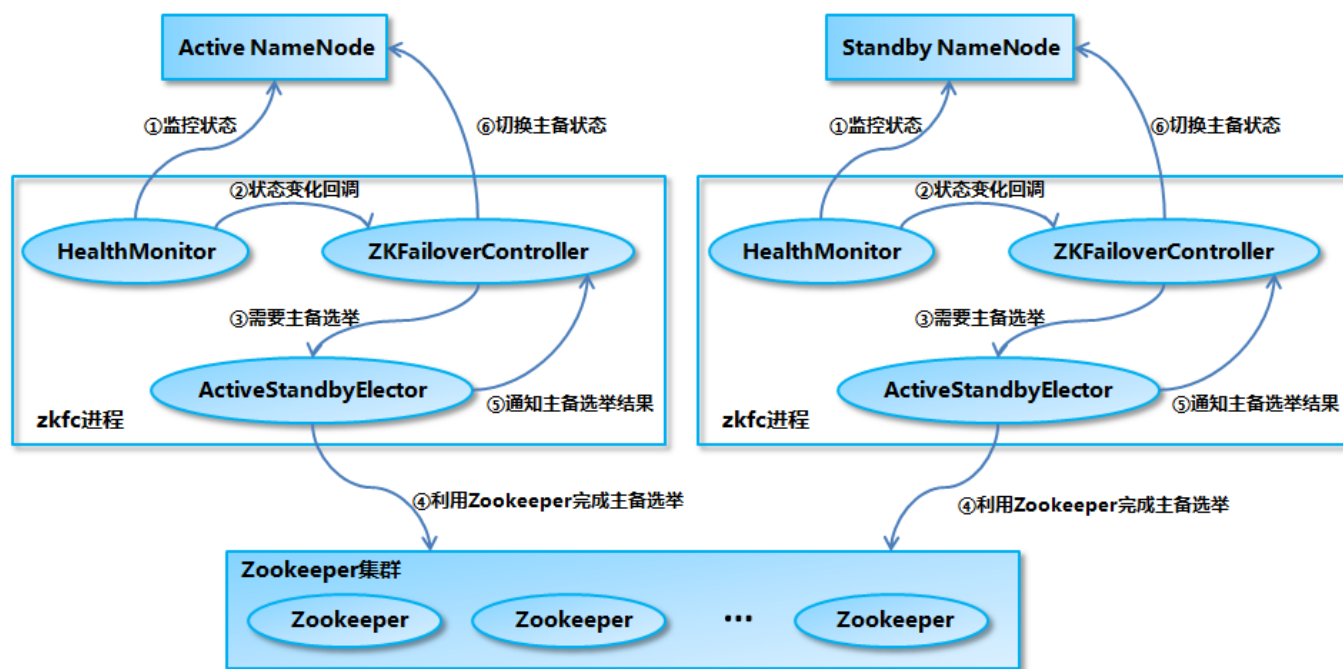 Active NameNode
Standby NameNode
①监控状态
⑥切换主备状态
①监控状态
⑥切换主备状态
②状态变化回调
②状态变化回调
HealthMonitor
ZKFailoverController
HealthMonitor
ZKFailoverController
③需要主备选举
③需要主备选举
ActiveStandbyElector
ActiveStandbyElector
⑤通知主备选举结果
⑤通知主备选举结果
zkfc进程
zkfc进程
④利用Zookeeper完成主备选举
④利用Zookeeper完成主备选举
Zookeeper集群
Zookeeper
Zookeeper
...
Zookeeper